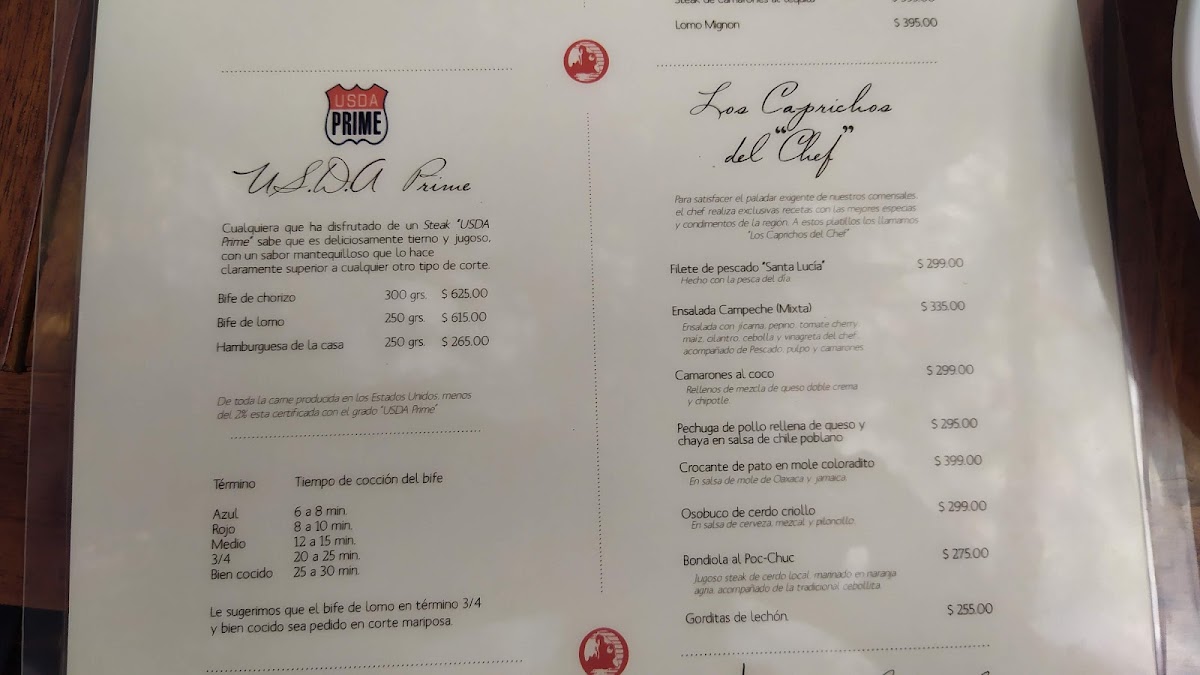 USDA
PRIME
U.S.D.A Prime
Cualquiera que ha disfrutado de un Steak "USDA
Prime" sabe que es deliciosamente tierno y jugoso,
con un sabor mantequilloso que lo hace
claramente superior a cualquier otro tipo de corte.
Bife de chorizo 300 grs. $ 625.00
Bife de lomo 250 grs. $ 615.00
Hamburguesa de la casa 250 grs. $ 265.00
De toda la carne producida en los Estados Unidos, menos
del 2% esta certificada con el grado "USDA Prime"
Término Tiempo de cocción del bife
Azul 6 a 8 min.
Rojo 8 a 10 min.
Medio 12 a 15 min.
3/4 20 a 25 min.
Bien cocido 25 a 30 min.
Le sugerimos que el bife de lomo en término 3/4
y bien cocido sea pedido en corte mariposa.
Steak de camarones al tequila
Lomo Mignon $ 395.00
Los Caprichos
del "Chef"
Para satisfacer el paladar exigente de nuestros comensales,
el chef realiza exclusivas recetas con las mejores especias
y condimentos de la región. A estos platillos los llamamos
"Los Caprichos del Chef"
Filete de pescado "Santa Lucía" $ 299.00
Hecho con la pesca del día.
Ensalada Campeche (Mixta) $ 335.00
Ensalada con jícama, pepino, tomate cherry
maíz, cilantro, cebolla y vinagreta del chef,
acompañado de Pescado, pulpo y camarones.
Camarones al coco $ 299.00
Rellenos de mezcla de queso doble crema
y chipotle.
Pechuga de pollo rellena de queso y $ 295.00
chaya en salsa de chile poblano
Crocante de pato en mole coloradito $ 399.00
En salsa de mole de Oaxaca y jamaica.
Osobuco de cerdo criollo $ 299.00
En salsa de cerveza, mezcal y piloncillo.
Bondiola al Poc-Chuc $ 275.00
Jugoso steak de cerdo local, marinado en naranja
agria, acompañado de la tradicional cebollita.
Gorditas de lechón. $ 255.00